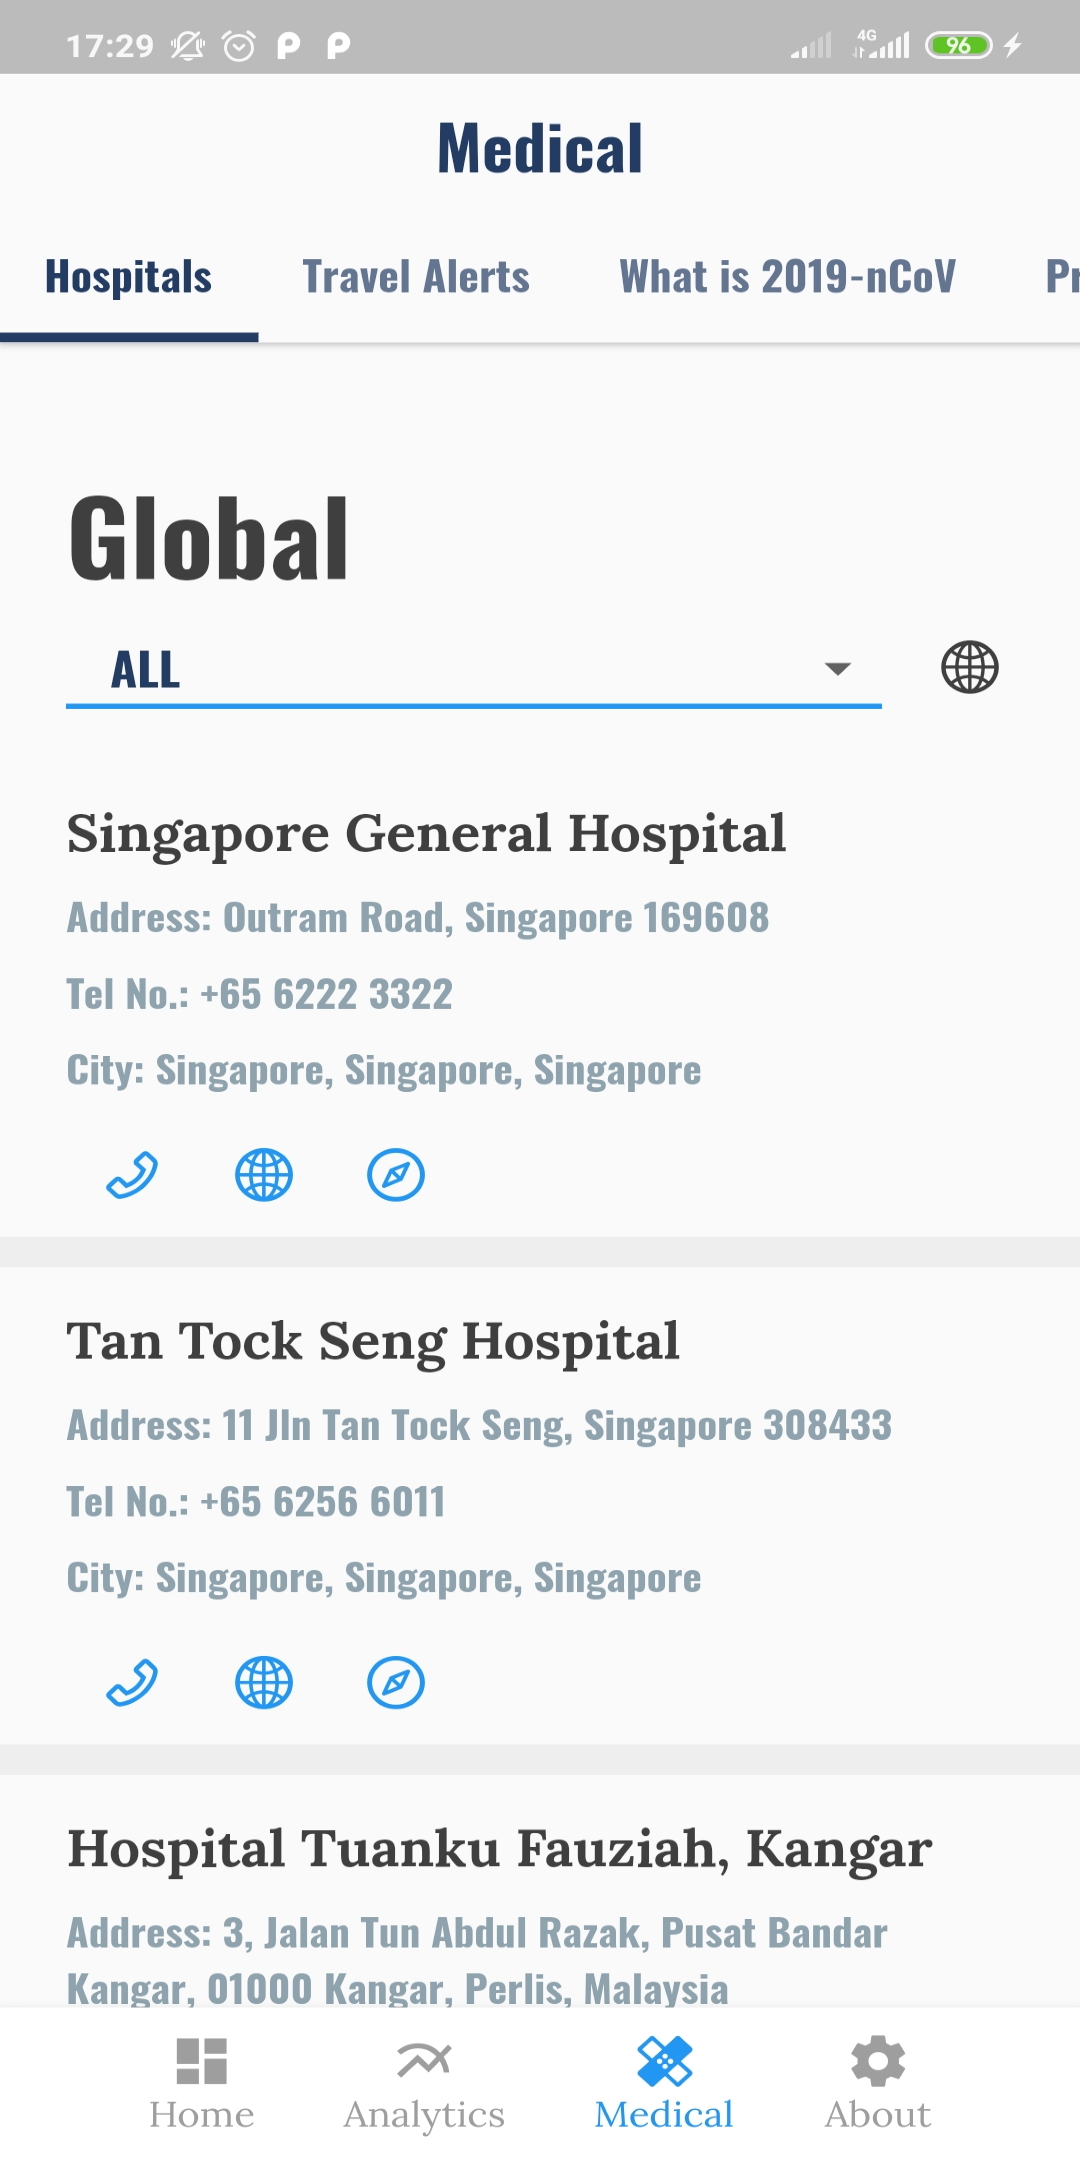 17:29 4G 96
Medical
Hospitals Travel Alerts What is 2019-nCoV Pr
Global
ALL
Singapore General Hospital
Address: Outram Road, Singapore 169608
Tel No.: +65 6222 3322
City: Singapore, Singapore, Singapore
Tan Tock Seng Hospital
Address: 11 Jln Tan Tock Seng, Singapore 308433
Tel No.: +65 6256 6011
City: Singapore, Singapore, Singapore
Hospital Tuanku Fauziah, Kangar
Address: 3, Jalan Tun Abdul Razak, Pusat Bandar
Kangar, 01000 Kangar, Perlis, Malaysia
Home Analytics Medical About